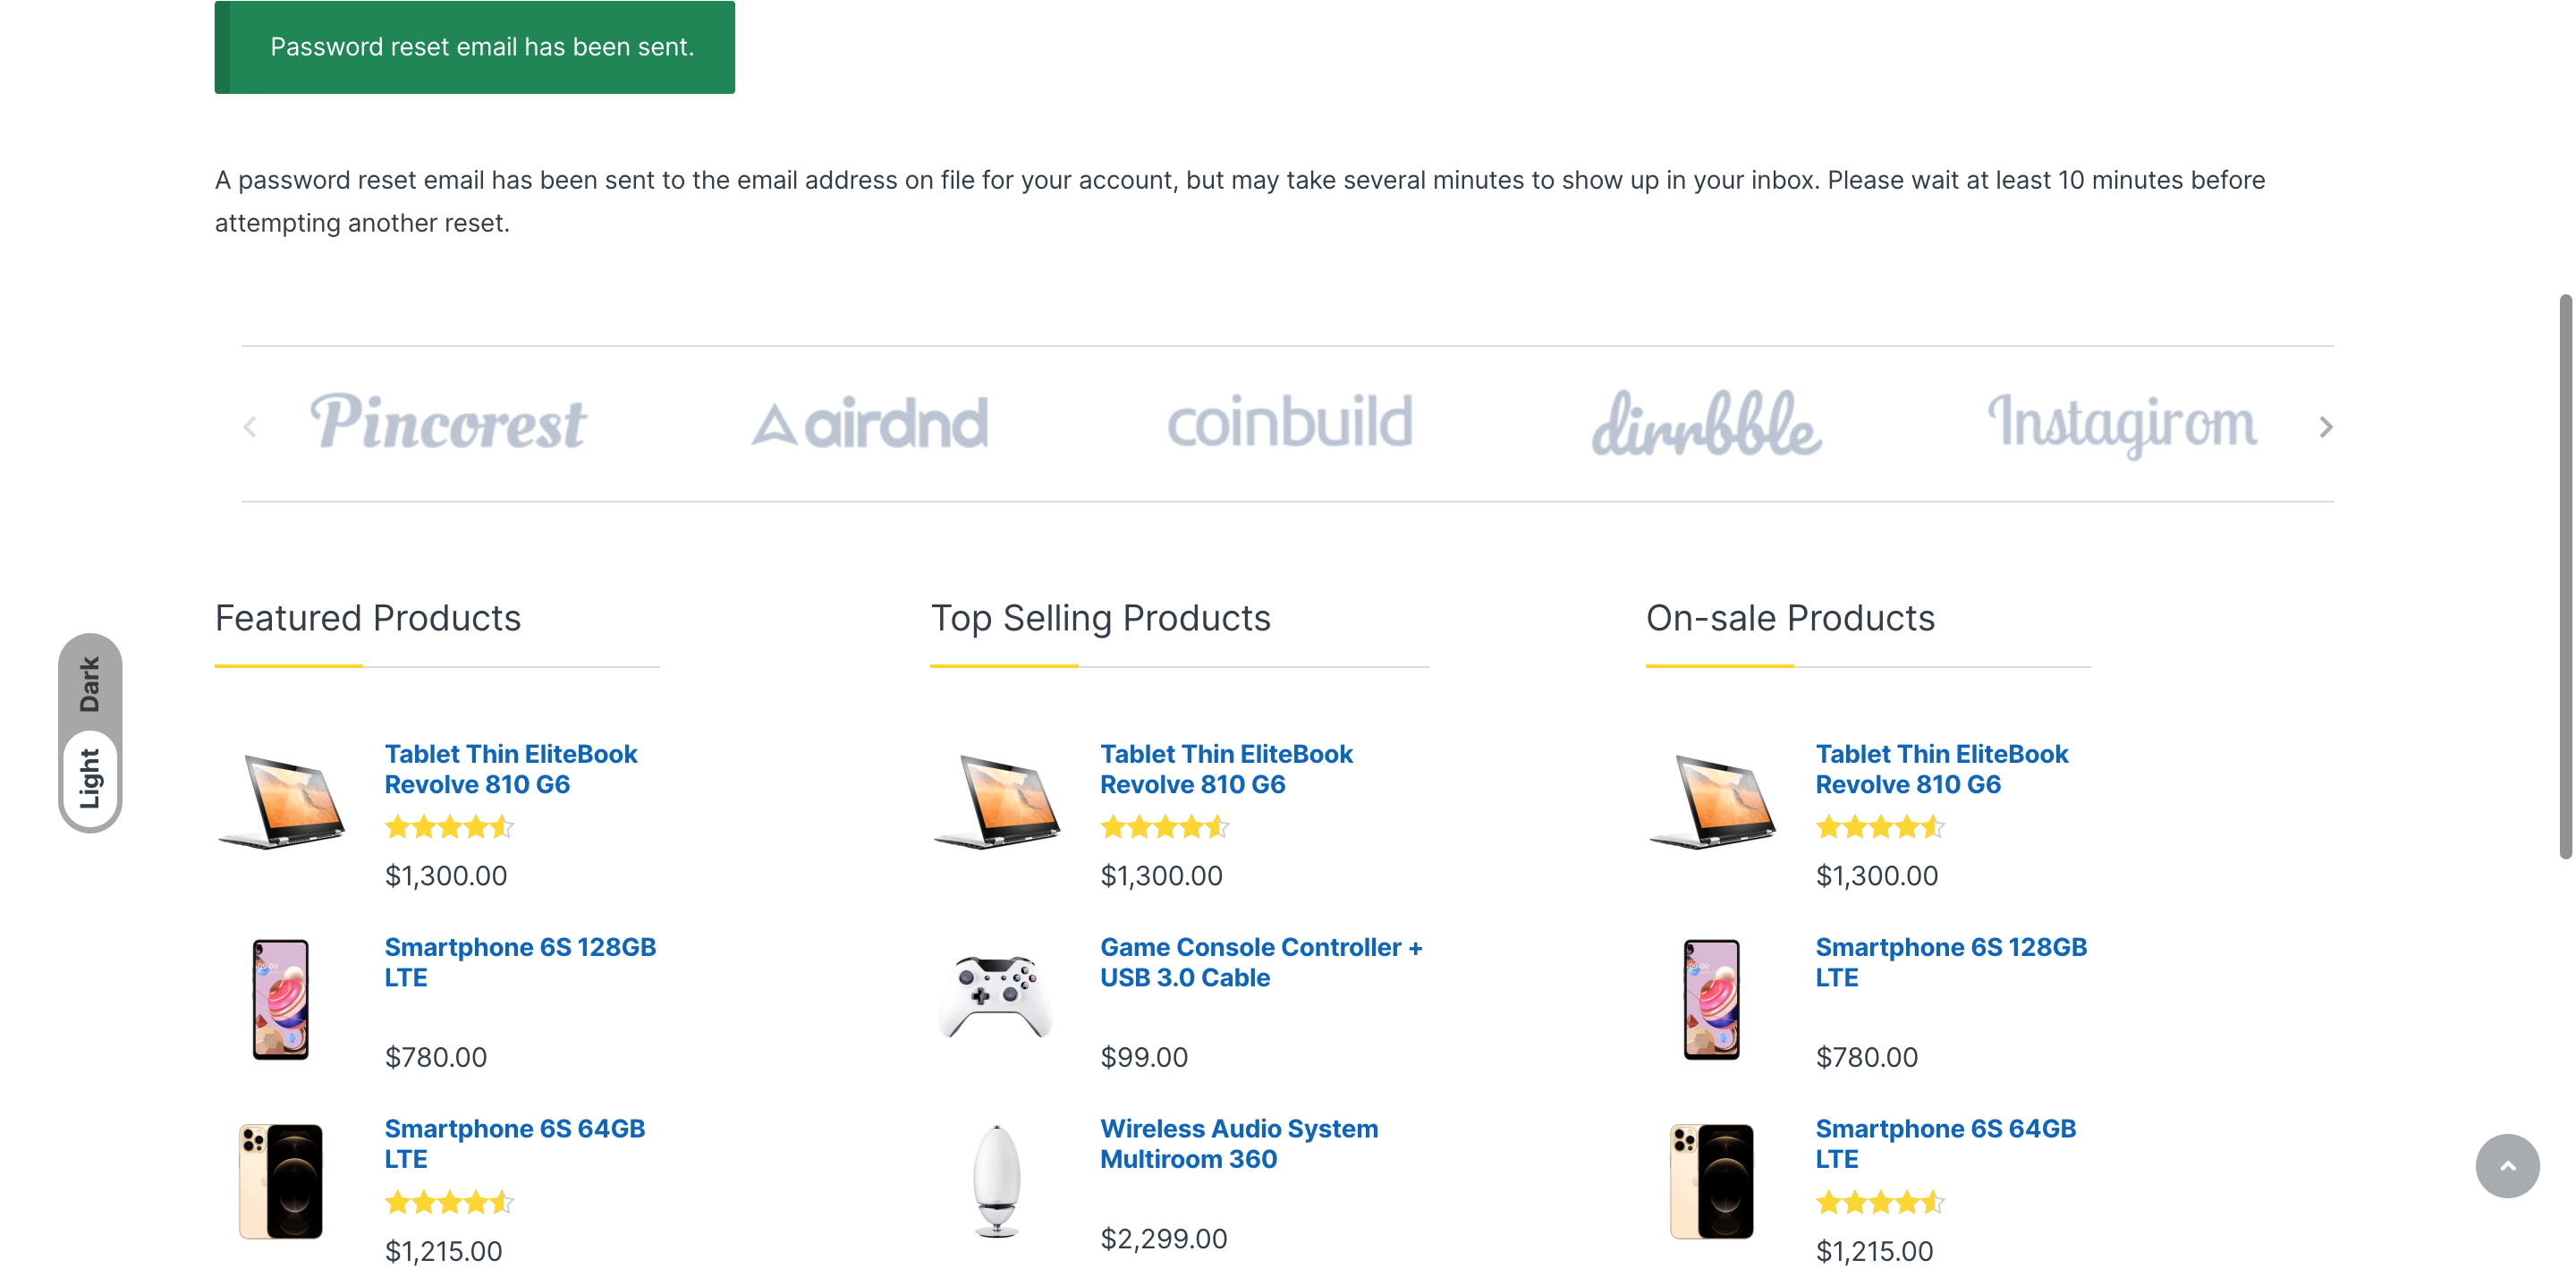 Password reset email has been sent.
A password reset email has been sent to the email address on file for your account, but may take several minutes to show up in your inbox. Please wait at least 10 minutes before
attempting another reset.
Pincorest
airdnd
coinbuild
dirrbble
Instagirom
Dark
Light
Featured Products
Tablet Thin EliteBook
Revolve 810 G6
$1,300.00
Smartphone 6S 128GB
LTE
$780.00
Smartphone 6S 64GB
LTE
$1,215.00
Top Selling Products
Tablet Thin EliteBook
Revolve 810 G6
$1,300.00
Game Console Controller +
USB 3.0 Cable
$99.00
Wireless Audio System
Multiroom 360
$2,299.00
On-sale Products
Tablet Thin EliteBook
Revolve 810 G6
$1,300.00
Smartphone 6S 128GB
LTE
$780.00
Smartphone 6S 64GB
LTE
$1,215.00